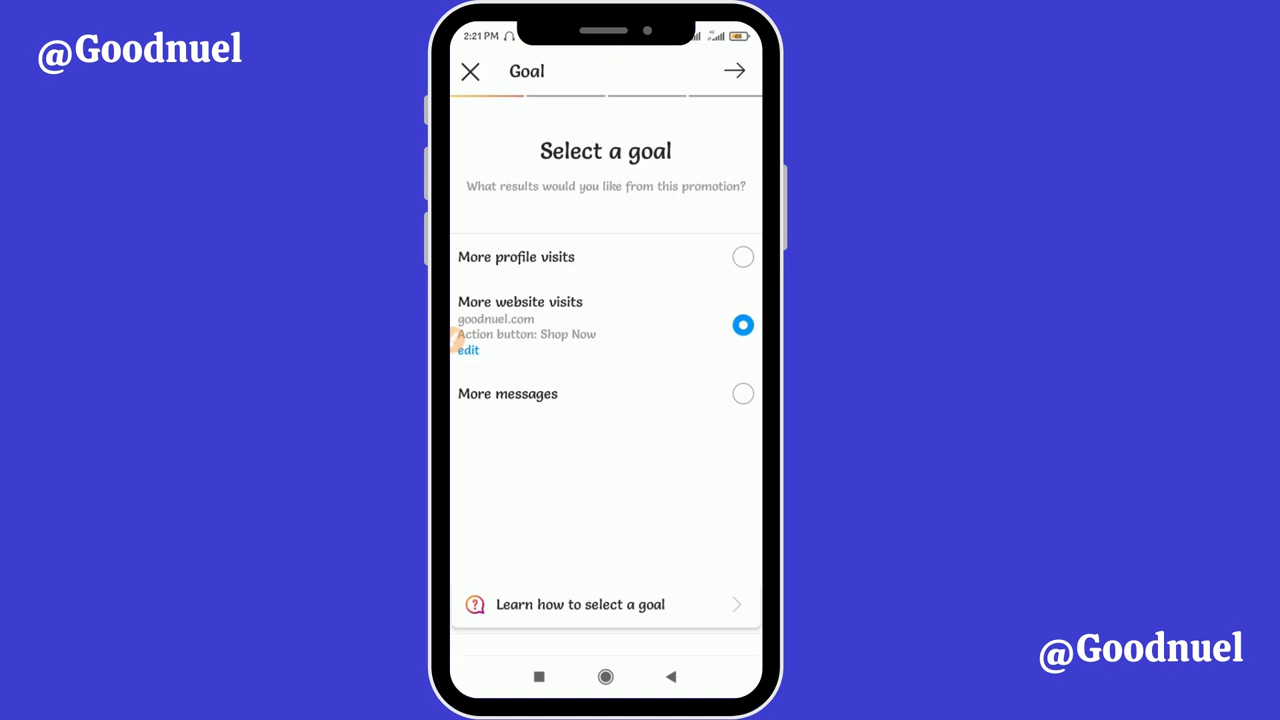 @Goodnuel
2:21 PM
Goal
Select a goal
What results would you like from this promotion?
More profile visits
More website visits
goodnuel.com
Action button: Shop Now
edit
More messages
Learn how to select a goal
@Goodnuel